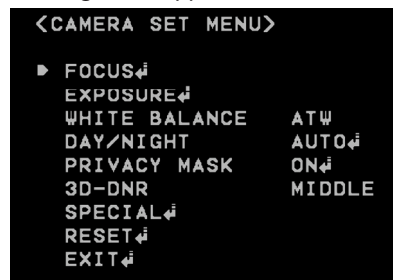 <CAMERA SET MENU>
► FOCUS↲
EXPOSURE↲
WHITE BALANCE ATW
DAY/NIGHT AUTO↲
PRIVACY MASK ON↲
3D-DNR MIDDLE
SPECIAL↲
RESET↲
EXIT↲